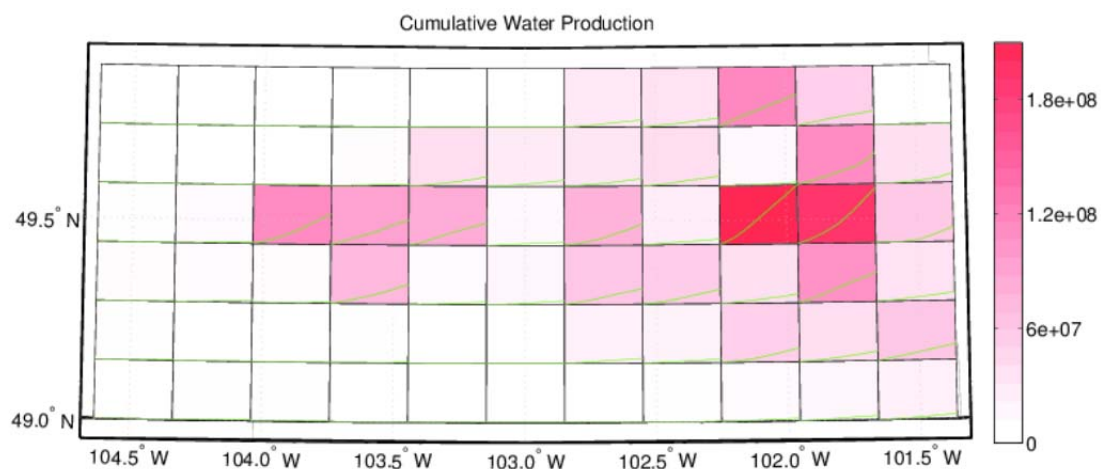 Cumulative Water Production
1.8e+08
49.5° N
1.2e+08
6e+07
49.0° N
0
104.5° W 104.0° W 103.5° W 103.0° W 102.5° W 102.0° W 101.5° W